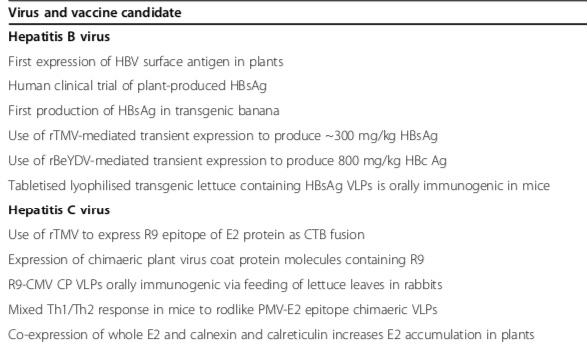 Virus and vaccine candidate
Hepatitis B virus
First expression of HBV surface antigen in plants
Human clinical trial of plant-produced HBsAg
First production of HBsAg in transgenic banana
Use of rTMV-mediated transient expression to produce ~300 mg/kg HBsAg
Use of rBeYDV-mediated transient expression to produce 800 mg/kg HBc Ag
Tabletised lyophilised transgenic lettuce containing HBsAg VLPs is orally immunogenic in mice
Hepatitis C virus
Use of rTMV to express R9 epitope of E2 protein as CTB fusion
Expression of chimaeric plant virus coat protein molecules containing R9
R9-CMV CP VLPs orally immunogenic via feeding of lettuce leaves in rabbits
Mixed Th1/Th2 response in mice to rodlike PMV-E2 epitope chimaeric VLPs
Co-expression of whole E2 and calnexin and calreticulin increases E2 accumulation in plants